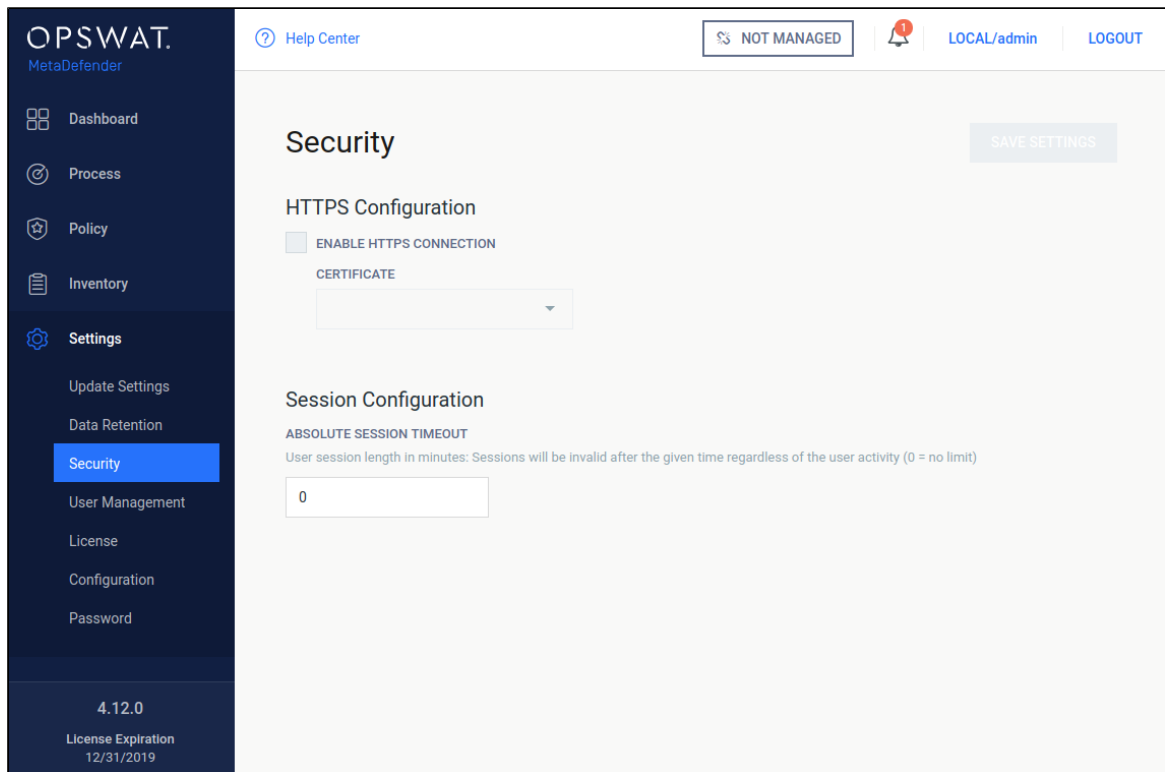 OPSWAT.
MetaDefender
Dashboard
Process
Policy
Inventory
Settings
Update Settings
Data Retention
Security
User Management
License
Configuration
Password
4.12.0
License Expiration
12/31/2019
Help Center
NOT MANAGED
1
LOCAL/admin
LOGOUT
Security
SAVE SETTINGS
HTTPS Configuration
ENABLE HTTPS CONNECTION
CERTIFICATE
Session Configuration
ABSOLUTE SESSION TIMEOUT
User session length in minutes: Sessions will be invalid after the given time regardless of the user activity (0 = no limit)
0